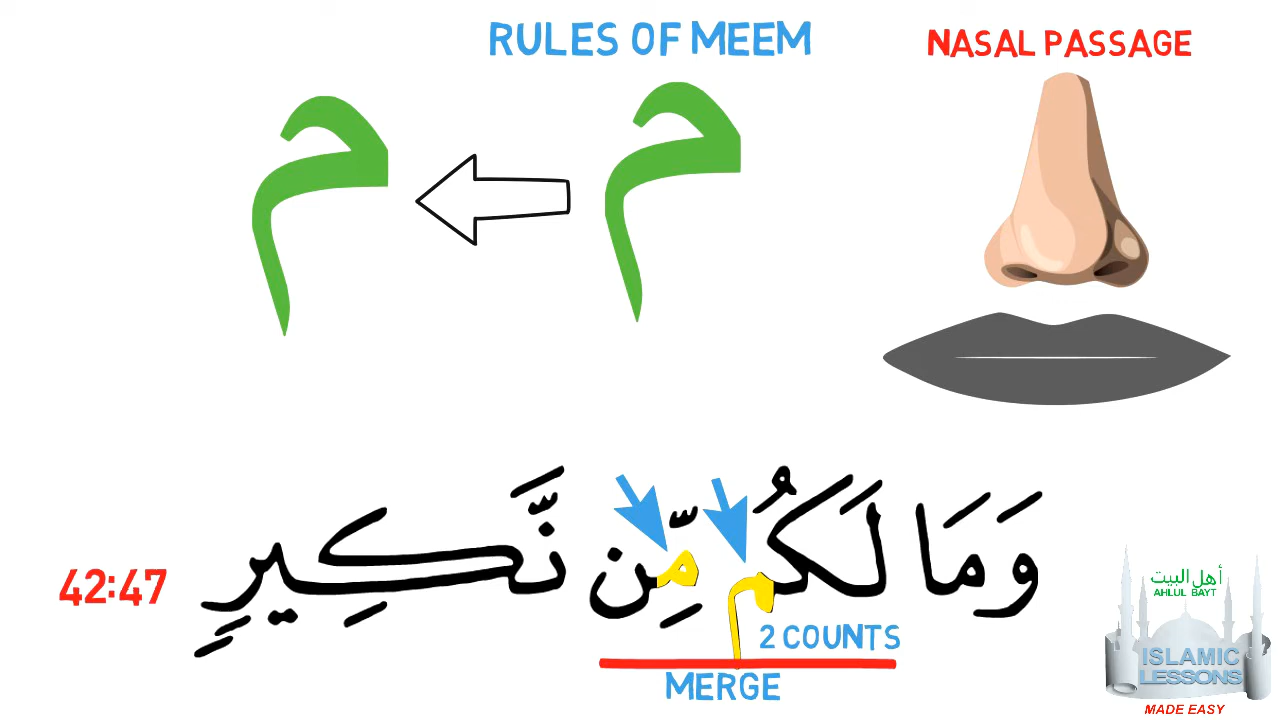 RULES OF MEEM
NASAL PASSAGE
م م
وَمَا لَكُم مِّن نَّكِيرٍ
42:47
2 COUNTS
MERGE
أهل البيت
AHLUL BAYT
ISLAMIC
LESSONS
MADE EASY